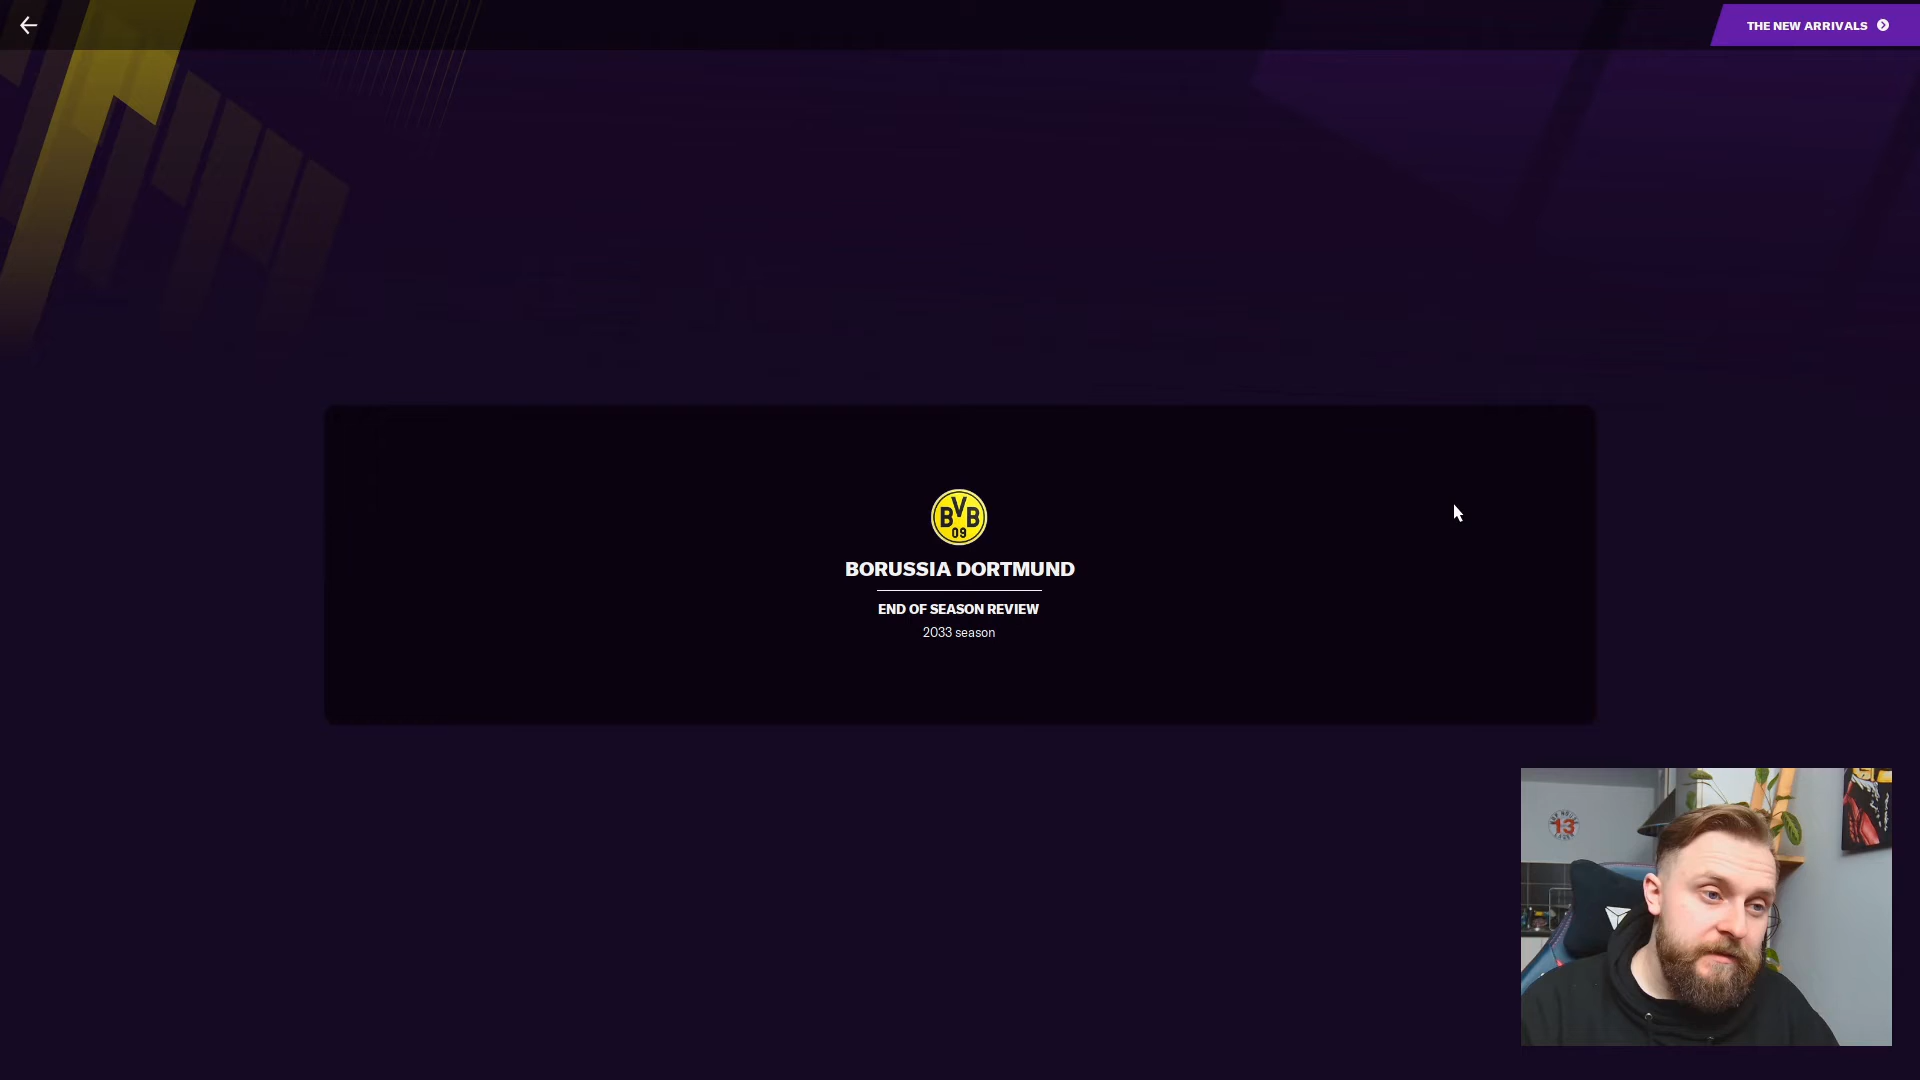 THE NEW ARRIVALS
BVB
09
BORUSSIA DORTMUND
END OF SEASON REVIEW
2033 season
13